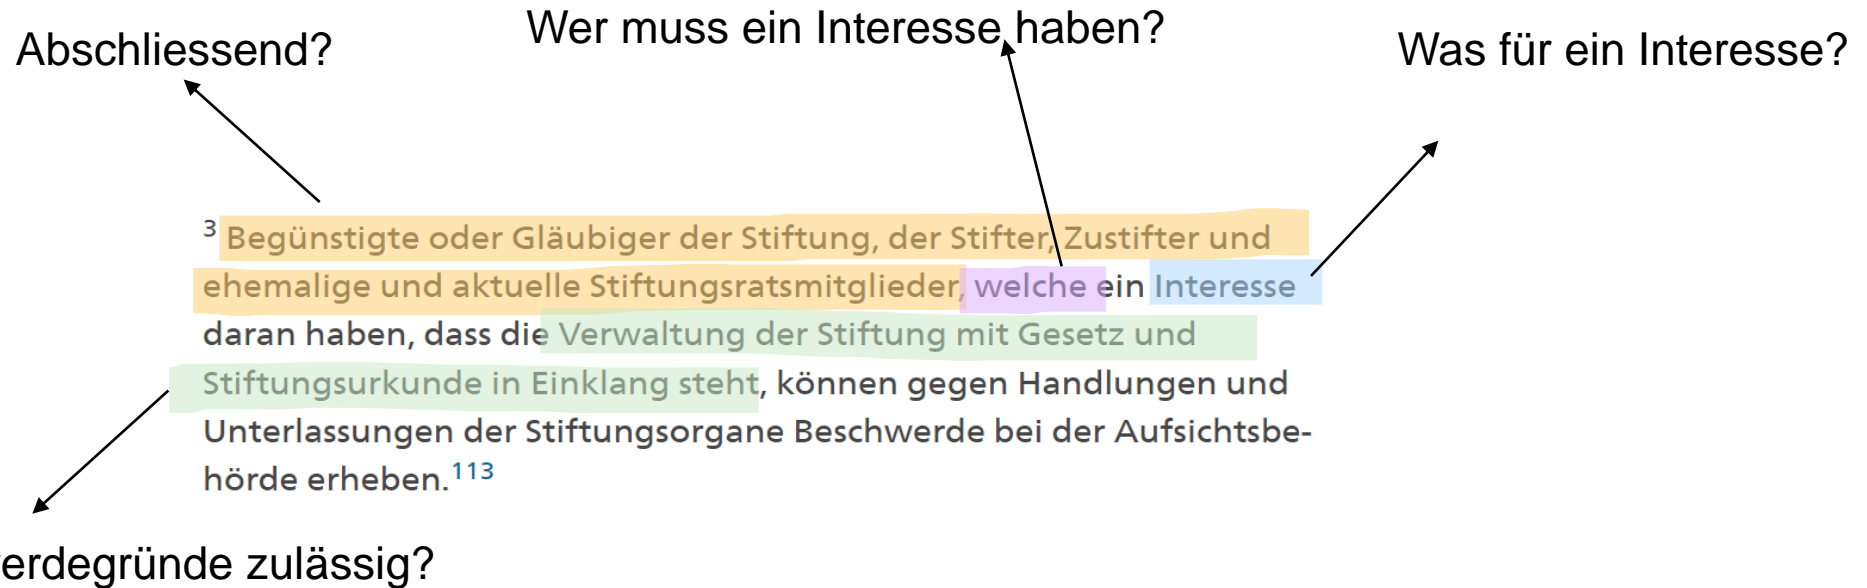 Abschliessend?
Wer muss ein Interesse haben?
Was für ein Interesse?
3 Begünstigte oder Gläubiger der Stiftung, der Stifter, Zustifter und
ehemalige und aktuelle Stiftungsratsmitglieder, welche ein Interesse
daran haben, dass die Verwaltung der Stiftung mit Gesetz und
Stiftungsurkunde in Einklang steht, können gegen Handlungen und
Unterlassungen der Stiftungsorgane Beschwerde bei der Aufsichtsbe-
hörde erheben.113
zulässig?